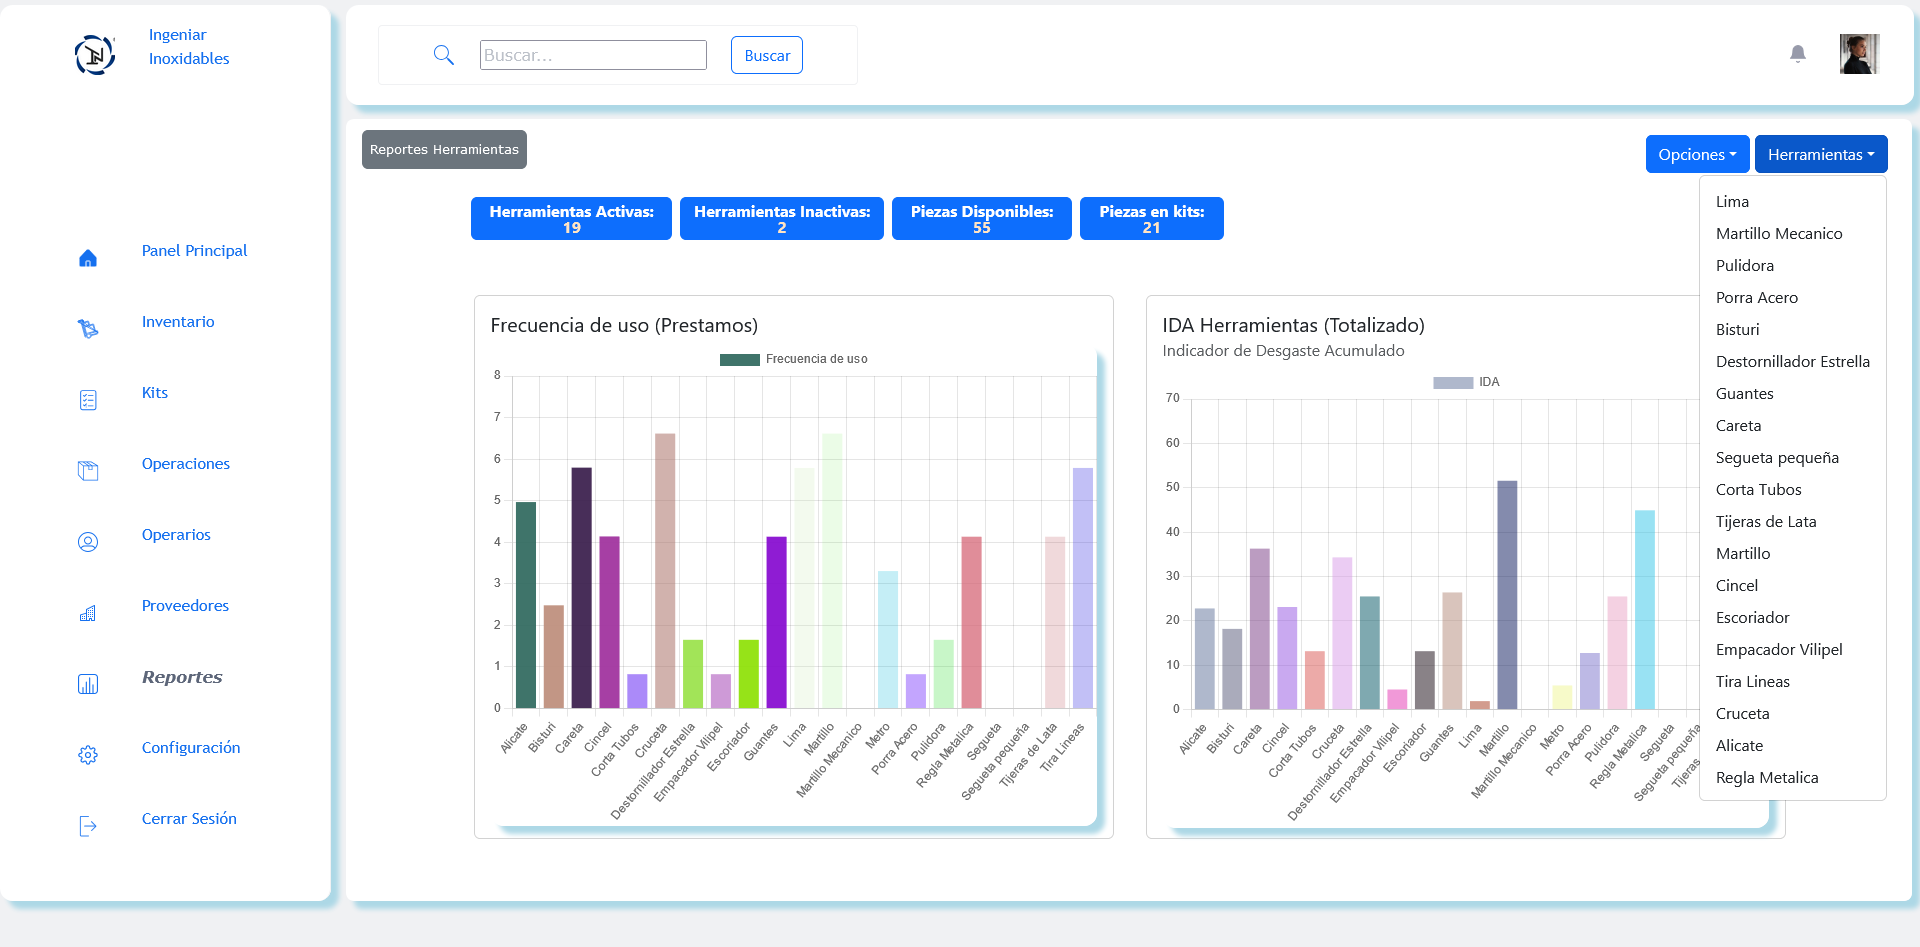 Ingeniar
Inoxidables
Panel Principal
Inventario
Kits
Operaciones
Operarios
Proveedores
Reportes
Configuración
Cerrar Sesión
Buscar...
Buscar
Reportes Herramientas
Opciones
Herramientas
Herramientas Activas:
19
Herramientas Inactivas:
2
Piezas Disponibles:
55
Piezas en kits:
21
Frecuencia de uso (Prestamos)
Frecuencia de uso
8
7
6
5
4
3
2
1
0
Alicate
Bisturi
Careta
Cincel
Corta Tubos
Cruceta
Destornillador Estrella
Empacador Vilipel
Escoriador
Guantes
Lima
Martillo
Martillo Mecanico
Metro
Porra Acero
Pulidora
Regla Metalica
Segueta
Segueta pequeña
Tijeras de Lata
Tira Lineas
IDA Herramientas (Totalizado)
Indicador de Desgaste Acumulado
IDA
70
60
50
40
30
20
10
0
Alicate
Bisturi
Careta
Cincel
Corta Tubos
Cruceta
Destornillador Estrella
Empacador Vilipel
Escoriador
Guantes
Lima
Martillo
Martillo Mecanico
Metro
Porra Acero
Pulidora
Regla Metalica
Segueta
Segueta pequeña
Tijeras
Lima
Martillo Mecanico
Pulidora
Porra Acero
Bisturi
Destornillador Estrella
Guantes
Careta
Segueta pequeña
Corta Tubos
Tijeras de Lata
Martillo
Cincel
Escoriador
Empacador Vilipel
Tira Lineas
Cruceta
Alicate
Regla Metalica